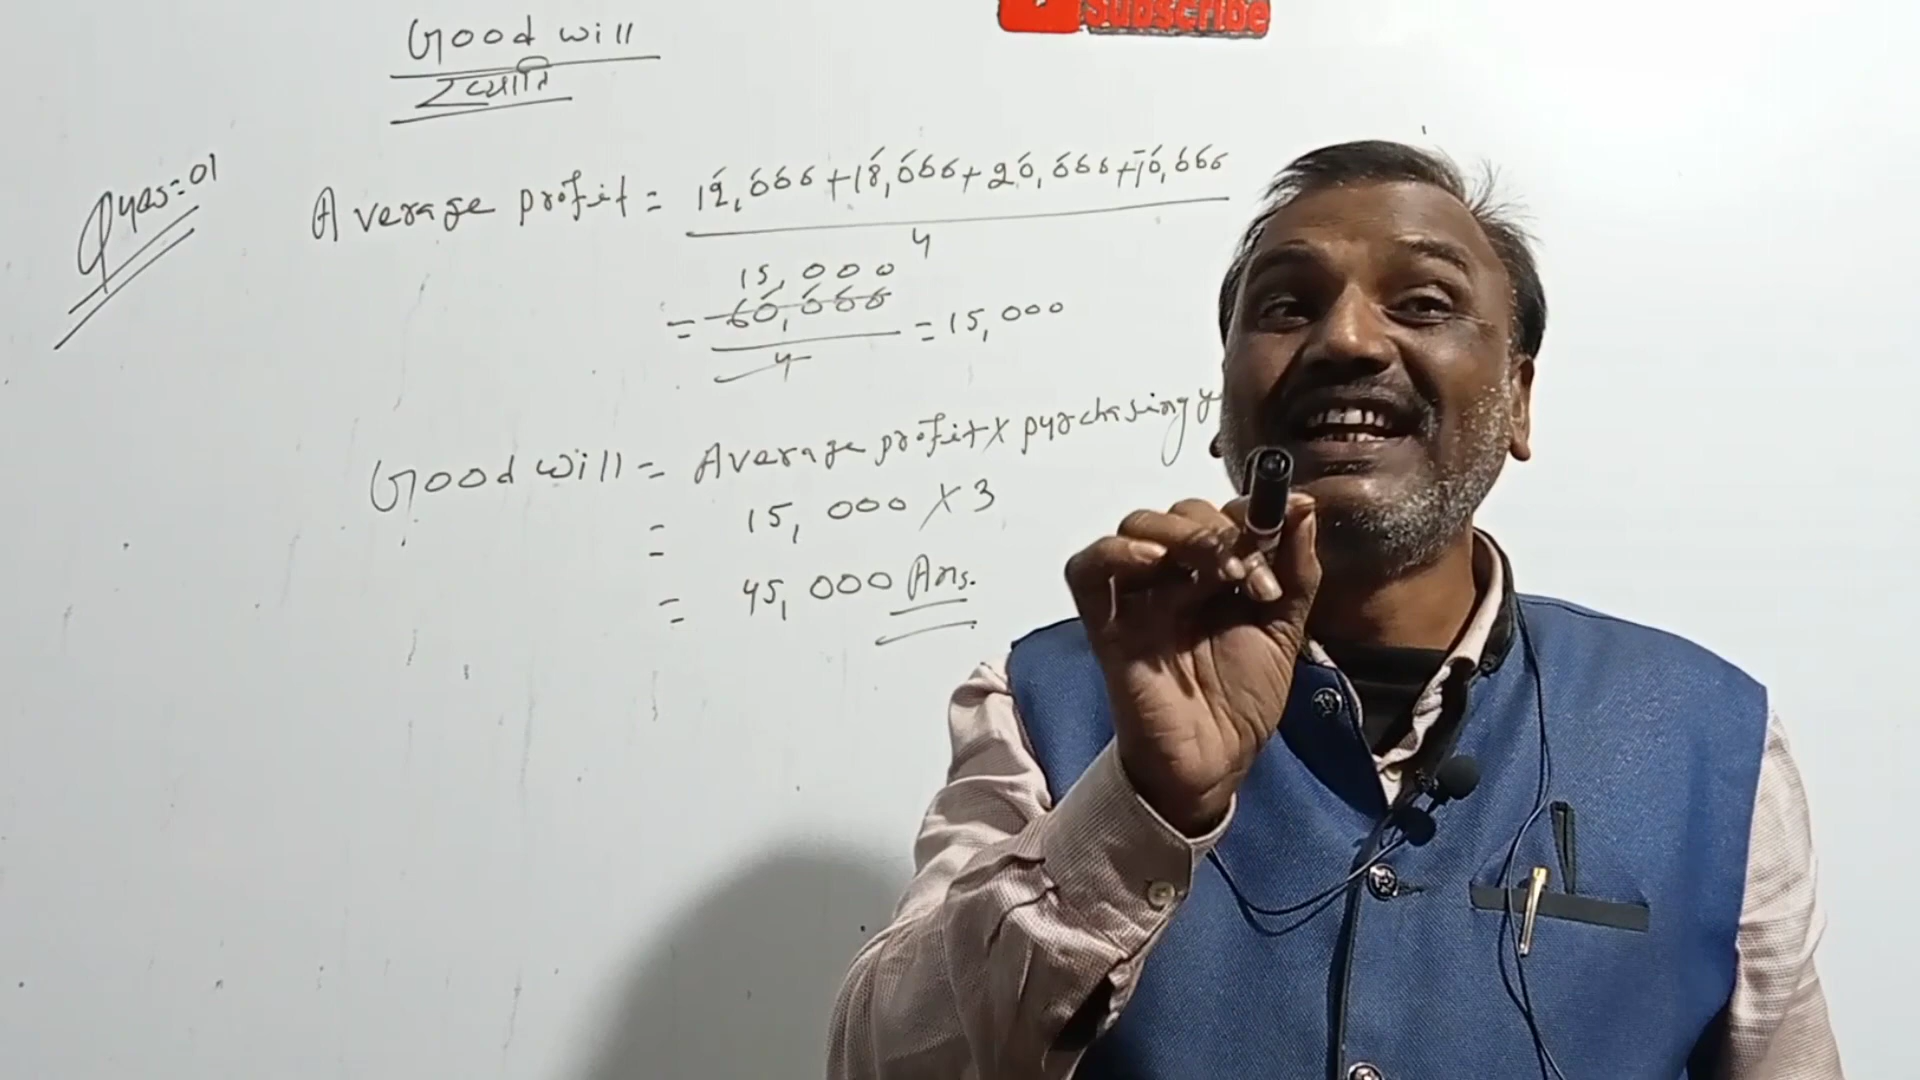 Subscribe
Good will
ख्याति
Ques=01
Average profit = 12,000+18,000+20,000+10,000
4
15,000
= 60,000 = 15,000
4
Good will = Average profit X purchasing
= 15,000 X 3
= 45,000 Ans.